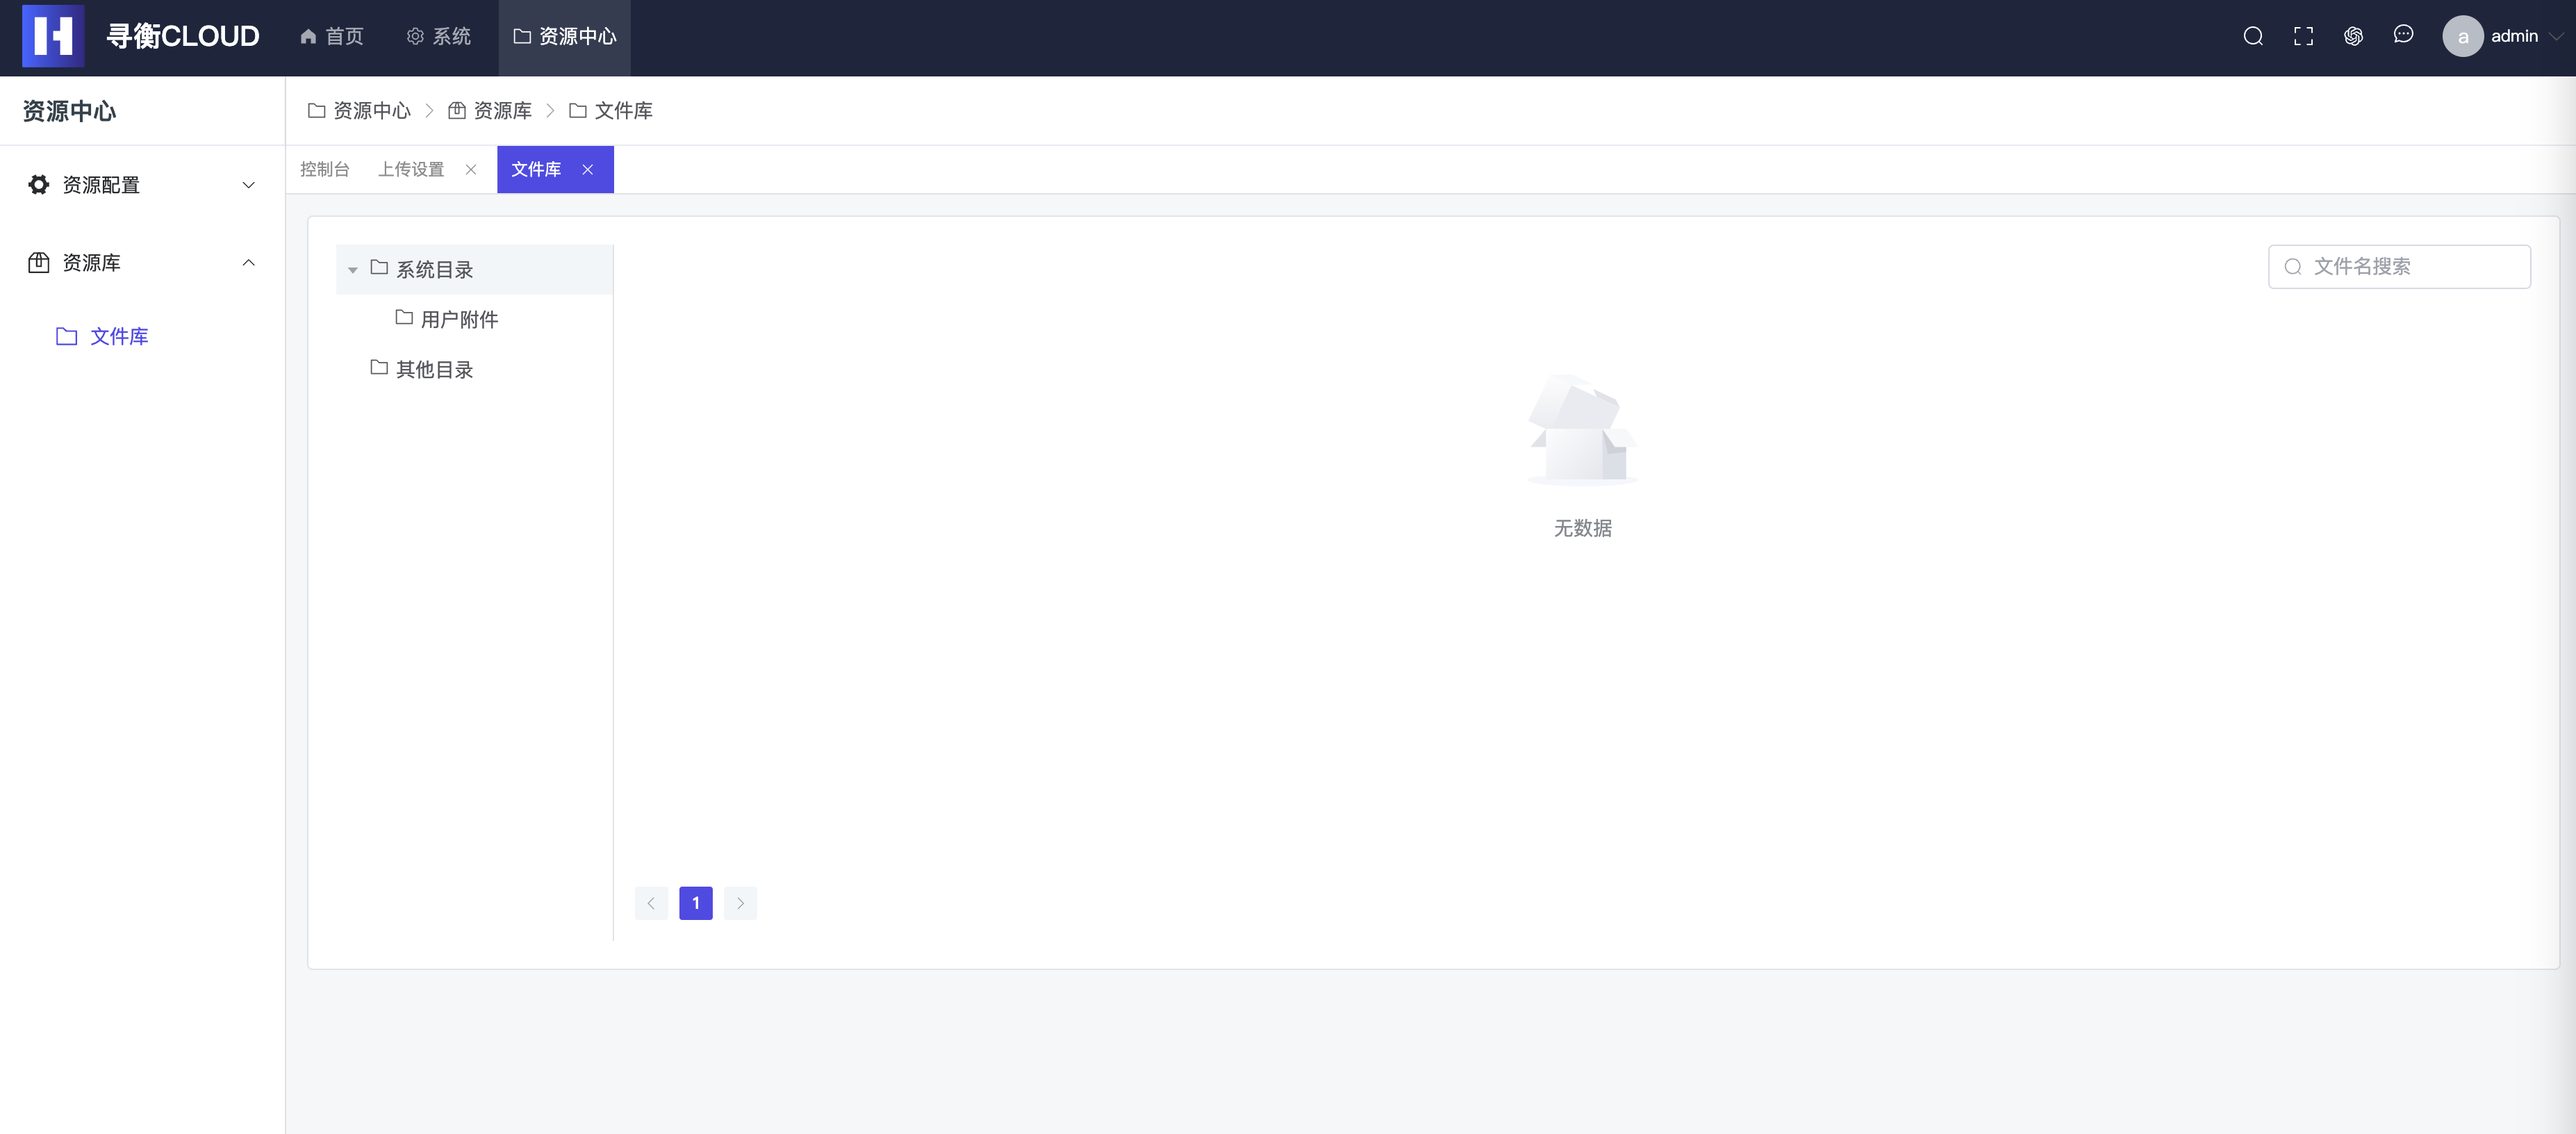 寻衡CLOUD
首页
系统
资源中心
a
admin
资源中心
资源配置
资源库
文件库
资源中心
资源库
文件库
控制台
上传设置
文件库
系统目录
用户附件
其他目录
文件名搜索
无数据
1